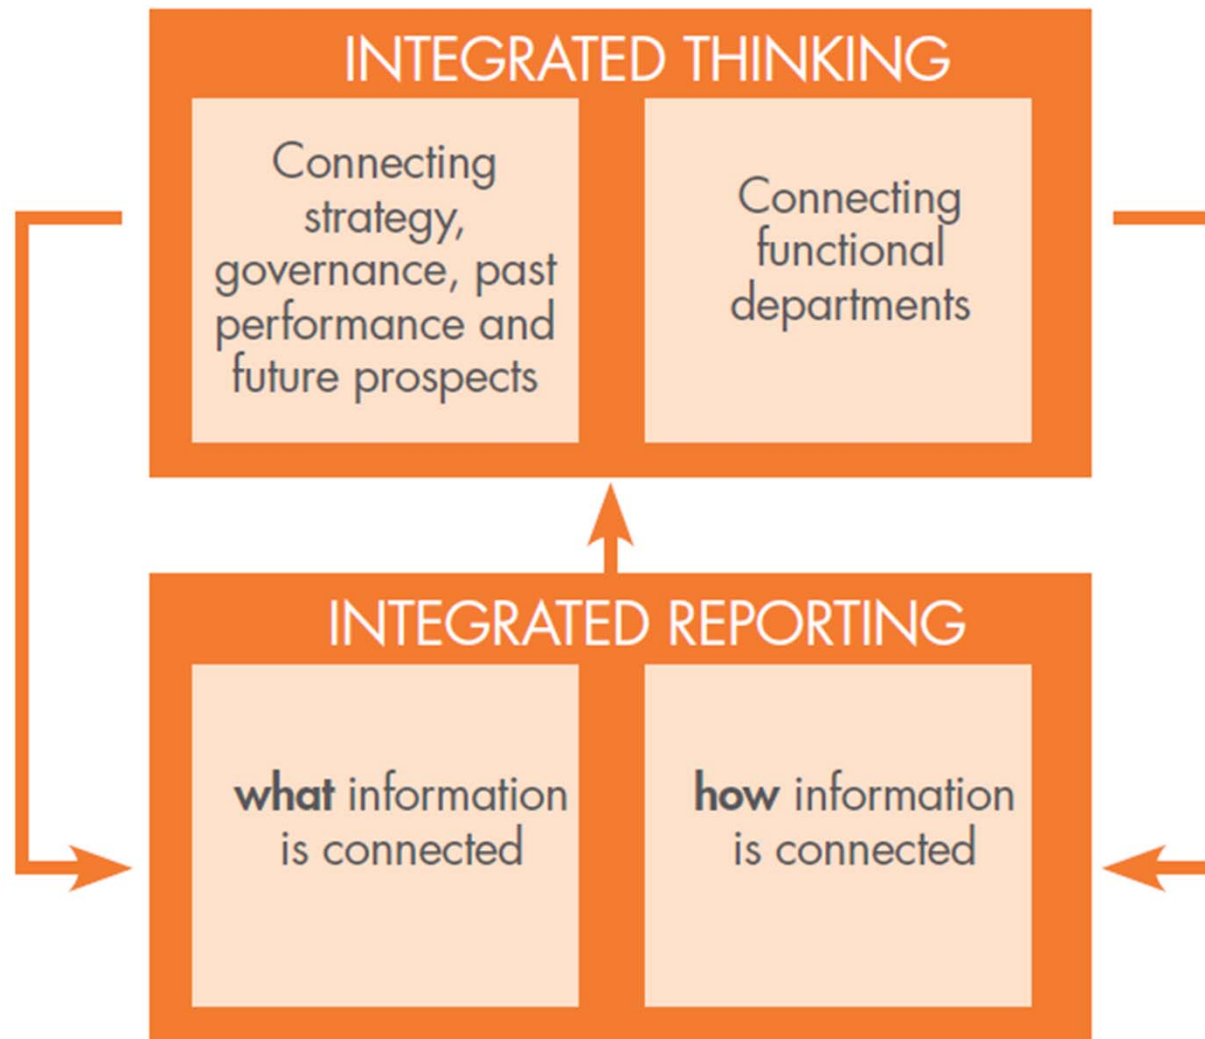 INTEGRATED THINKING
Connecting
strategy,
governance, past
performance and
future prospects
Connecting
functional
departments
INTEGRATED REPORTING
what information
is connected
how information
is connected